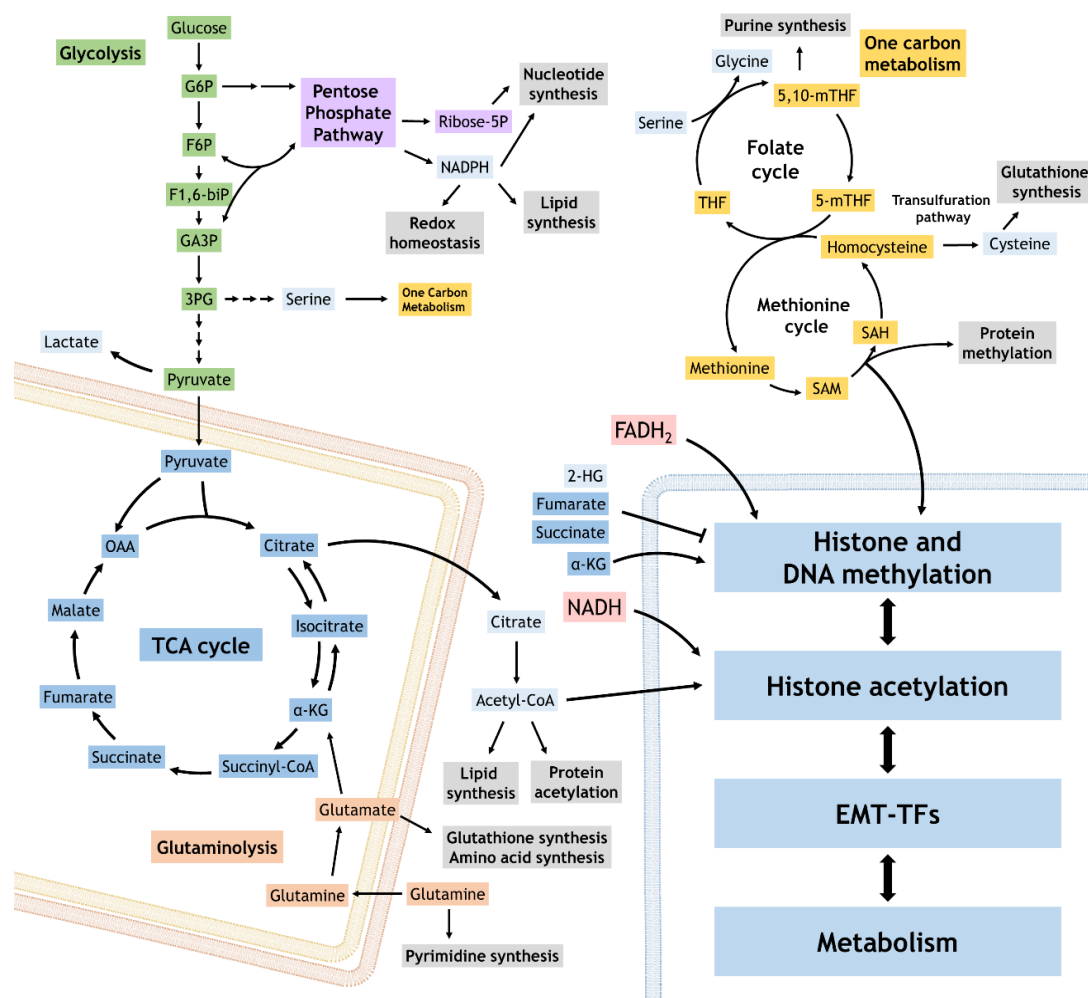 Glucose
Glycolysis
G6P
Pentose
Phosphate
Pathway
Ribose-5P
Nucleotide
synthesis
F6P
NADPH
F1,6-biP
Redox
homeostasis
Lipid
synthesis
GA3P
3PG
Serine
One Carbon
Metabolism
Lactate
Pyruvate
Purine synthesis
One carbon
metabolism
Glycine
5,10-mTHF
Serine
Folate
cycle
THF
5-mTHF
Transulfuration
pathway
Glutathione
synthesis
Homocysteine
Cysteine
Methionine
cycle
SAH
Protein
methylation
Methionine
SAM
Pyruvate
OAA
Citrate
Malate
Isocitrate
TCA cycle
Fumarate
α-KG
Succinate
Succinyl-CoA
Glutamate
Glutaminolysis
Glutamine
Glutamine
Glutathione synthesis
Amino acid synthesis
Pyrimidine synthesis
Citrate
Acetyl-CoA
Lipid
synthesis
Protein
acetylation
FADH₂
2-HG
Fumarate
Succinate
α-KG
NADH
Histone and
DNA methylation
Histone acetylation
EMT-TFs
Metabolism